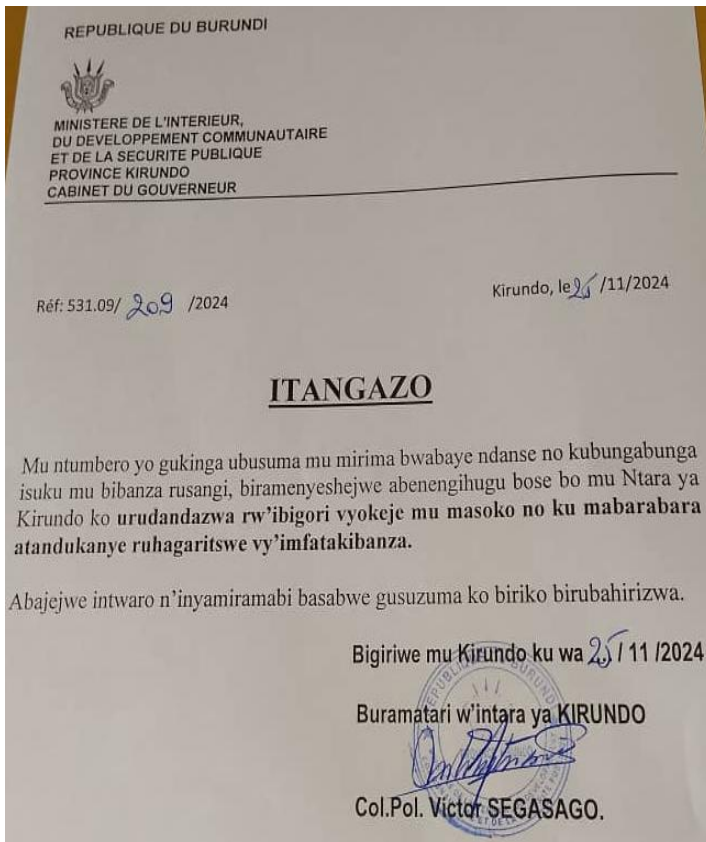 REPUBLIQUE DU BURUNDI
MINISTERE DE L'INTERIEUR,
DU DEVELOPPEMENT COMMUNAUTAIRE
ET DE LA SECURITE PUBLIQUE
PROVINCE KIRUNDO
CABINET DU GOUVERNEUR
Réf: 531.09/ 209 /2024
Kirundo, le 25 /11/2024
ITANGAZO
Mu ntumbero yo gukinga ubusuma mu mirima bwabaye ndanse no kubungabunga
isuku mu bibanza rusangi, biramenyeshejwe abenengihugu bose bo mu Ntara ya
Kirundo ko urudandazwa rw'ibigori vyokeje mu masoko no ku mabarabara
atandukanye ruhagaritswe vy'imfatakibanza.
Abajejwe intwaro n'inyamiramabi basabwe gusuzuma ko biriko birubahirizwa.
Bigiriwe mu Kirundo ku wa 25 / 11 /2024
Buramatari w'intara ya KIRUNDO
Col.Pol. Victor SEGASAGO.